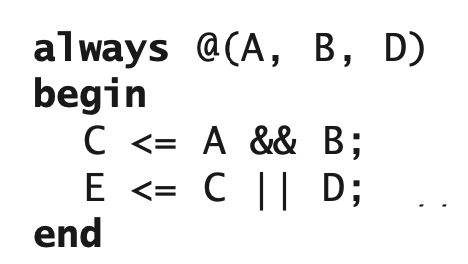 always @(A, B, D)
begin
C <= A && B;
E <= C || D;
end